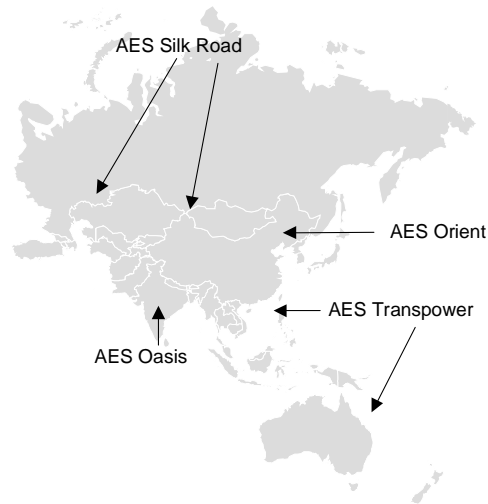 AES Silk Road
AES Orient
AES Transpower
AES Oasis